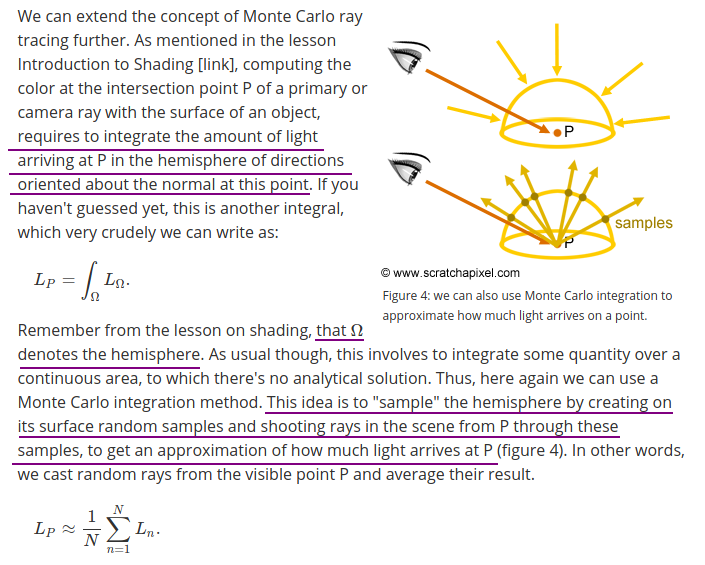 We can extend the concept of Monte Carlo ray
tracing further. As mentioned in the lesson
Introduction to Shading [link], computing the
color at the intersection point P of a primary or
camera ray with the surface of an object,
requires to integrate the amount of light
arriving at P in the hemisphere of directions
oriented about the normal at this point. If you
haven't guessed yet, this is another integral,
which very crudely we can write as:
L_P = ∫_Ω L_Ω.
P
P
samples
© www.scratchapixel.com
Figure 4: we can also use Monte Carlo integration to
approximate how much light arrives on a point.
Remember from the lesson on shading, that Ω
denotes the hemisphere. As usual though, this involves to integrate some quantity over a
continuous area, to which there's no analytical solution. Thus, here again we can use a
Monte Carlo integration method. This idea is to "sample" the hemisphere by creating on
its surface random samples and shooting rays in the scene from P through these
samples, to get an approximation of how much light arrives at P (figure 4). In other words,
we cast random rays from the visible point P and average their result.
L_P ≈ 1/N ∑_{n=1}^{N} L_n.